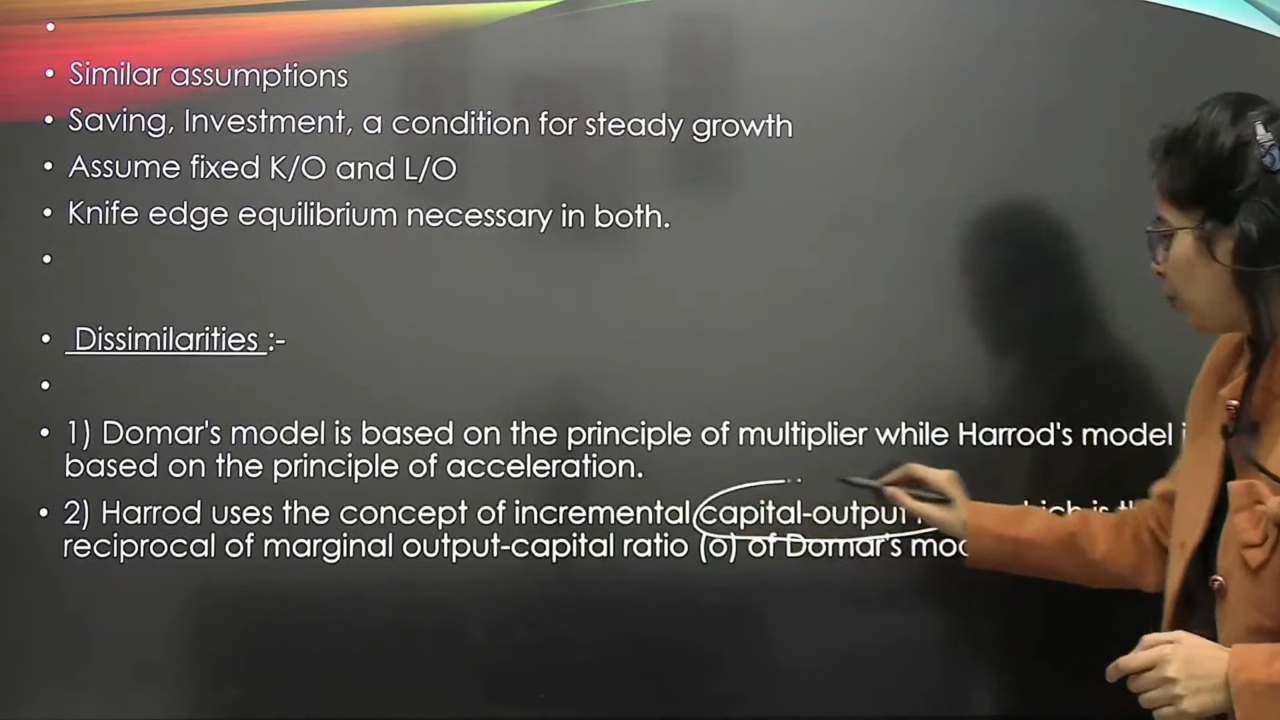 •
• Similar assumptions
• Saving, Investment, a condition for steady growth
• Assume fixed K/O and L/O
• Knife edge equilibrium necessary in both.
•
• Dissimilarities :-
•
• 1) Domar's model is based on the principle of multiplier while Harrod's model
based on the principle of acceleration.
• 2) Harrod uses the concept of incremental capital-output
reciprocal of marginal output-capital ratio (o) of Domar's